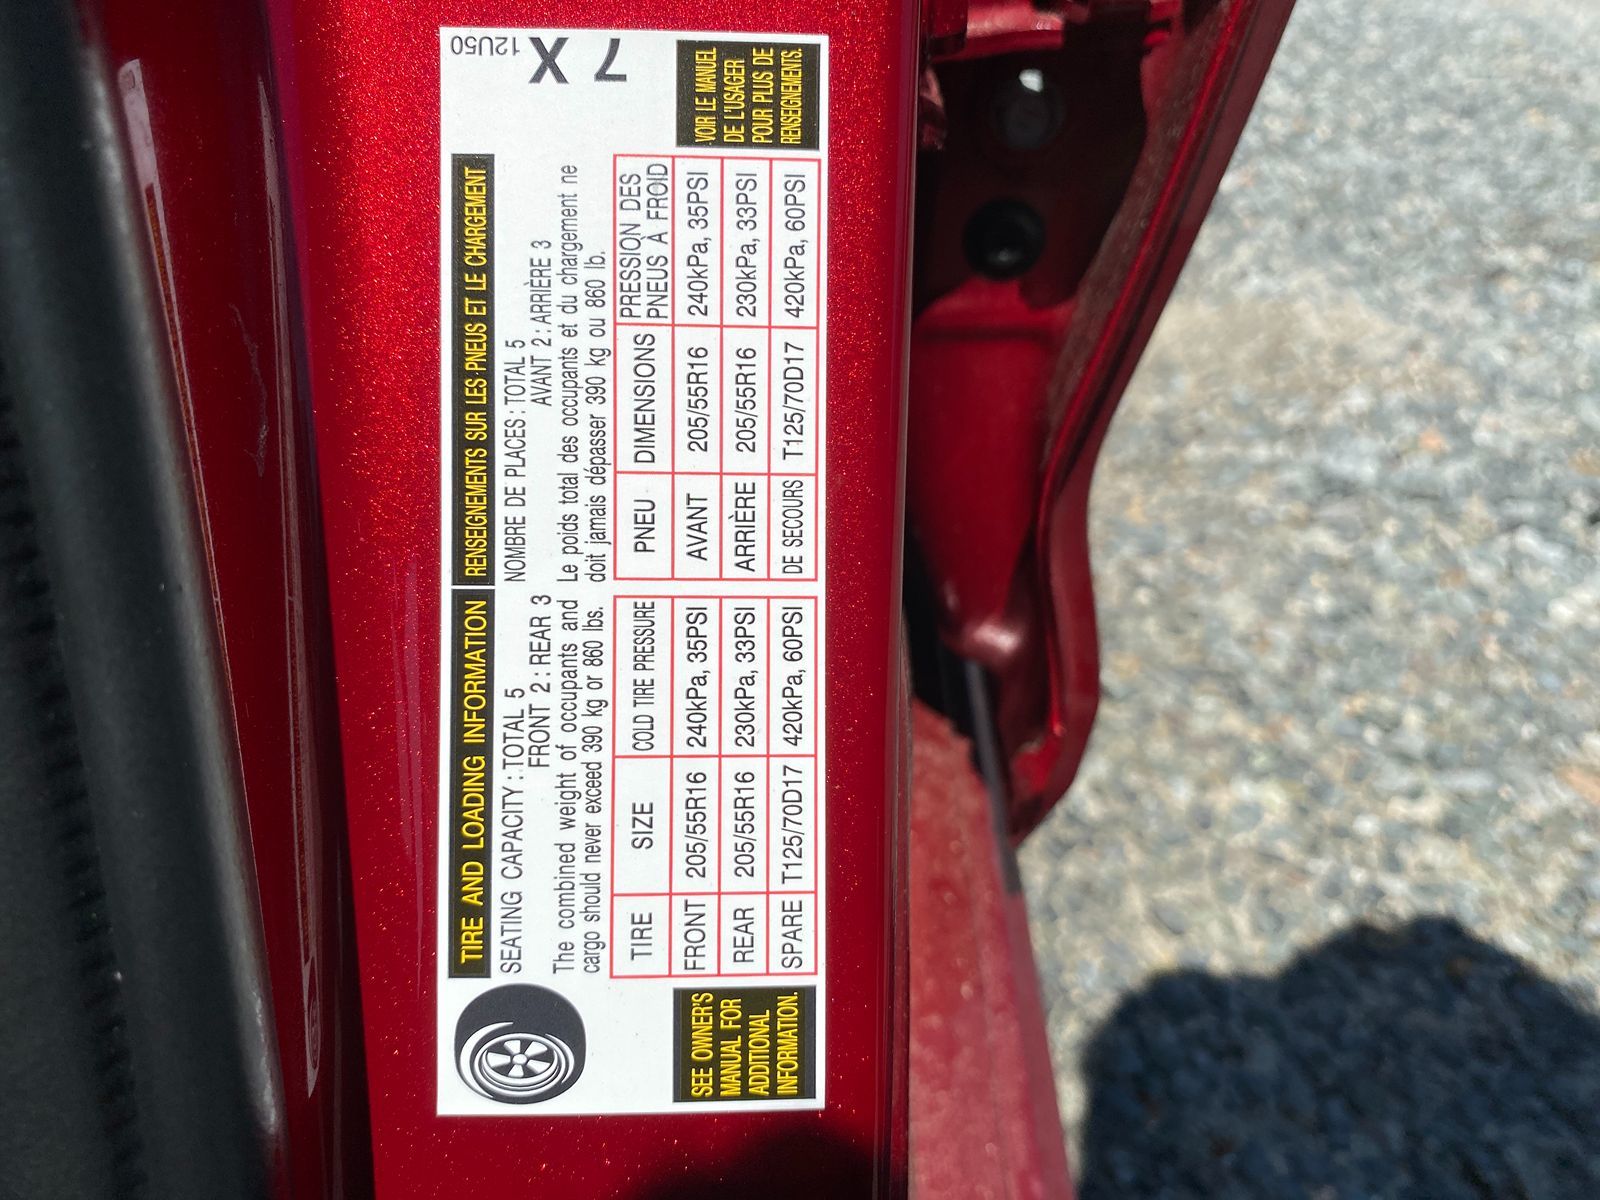 TIRE AND LOADING INFORMATION
SEATING CAPACITY : TOTAL 5
FRONT 2 : REAR 3
The combined weight of occupants and
cargo should never exceed 390 kg or 860 lbs.
TIRE SIZE COLD TIRE PRESSURE
FRONT 205/55R16 240kPa, 35PSI
REAR 205/55R16 230kPa, 33PSI
SPARE T125/70D17 420kPa, 60PSI
SEE OWNER'S
MANUAL FOR
ADDITIONAL
INFORMATION.
RENSEIGNEMENTS SUR LES PNEUS ET LE CHARGEMENT
NOMBRE DE PLACES : TOTAL 5
AVANT 2 : ARRIÈRE 3
Le poids total des occupants et du chargement ne
doit jamais dépasser 390 kg ou 860 lb.
PNEU DIMENSIONS PRESSION DES
PNEUS À FROID
AVANT 205/55R16 240kPa, 35PSI
ARRIÈRE 205/55R16 230kPa, 33PSI
DE SECOURS T125/70D17 420kPa, 60PSI
VOIR LE MANUEL
DE L'USAGER
POUR PLUS DE
RENSEIGNEMENTS.
12U50
7 X